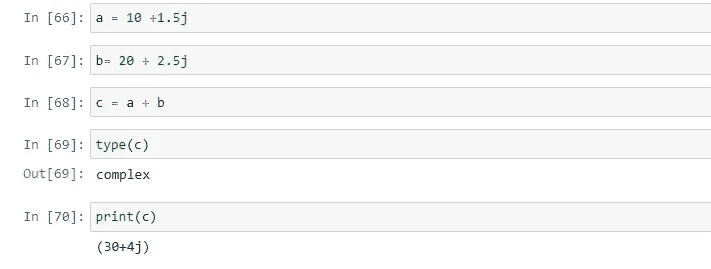 In [66]: a = 10 +1.5j
In [67]: b= 20 + 2.5j
In [68]: c = a + b
In [69]: type(c)
Out[69]: complex
In [70]: print(c)
(30+4j)